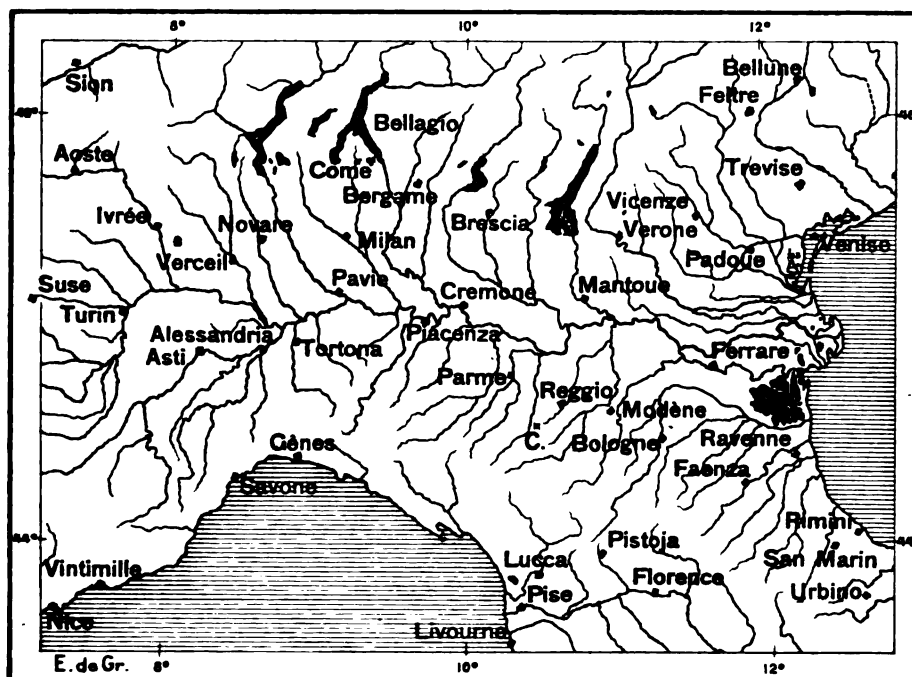 8° 10° 12°
Sion
Bellune
Feltre
Bellagio
Aoste
Côme
Trevise
Bergame
Ivrée
Novare
Brescia
Vicenze
Milan
Verone
Verceil
Padoue
Venise
Suse
Pavie
Cremone
Mantoue
Turin
Alessandria
Piacenza
Asti
Tortona
Ferrare
Parme
Reggio
Modène
C.
Bologne
Ravenne
Gênes
Faenza
Savone
44°
Rimini
Pistoja
San Marin
Lucca
Vintimille
Florence
Pise
Urbino
Nice
Livourne
E. de Gr.
8° 10° 12°